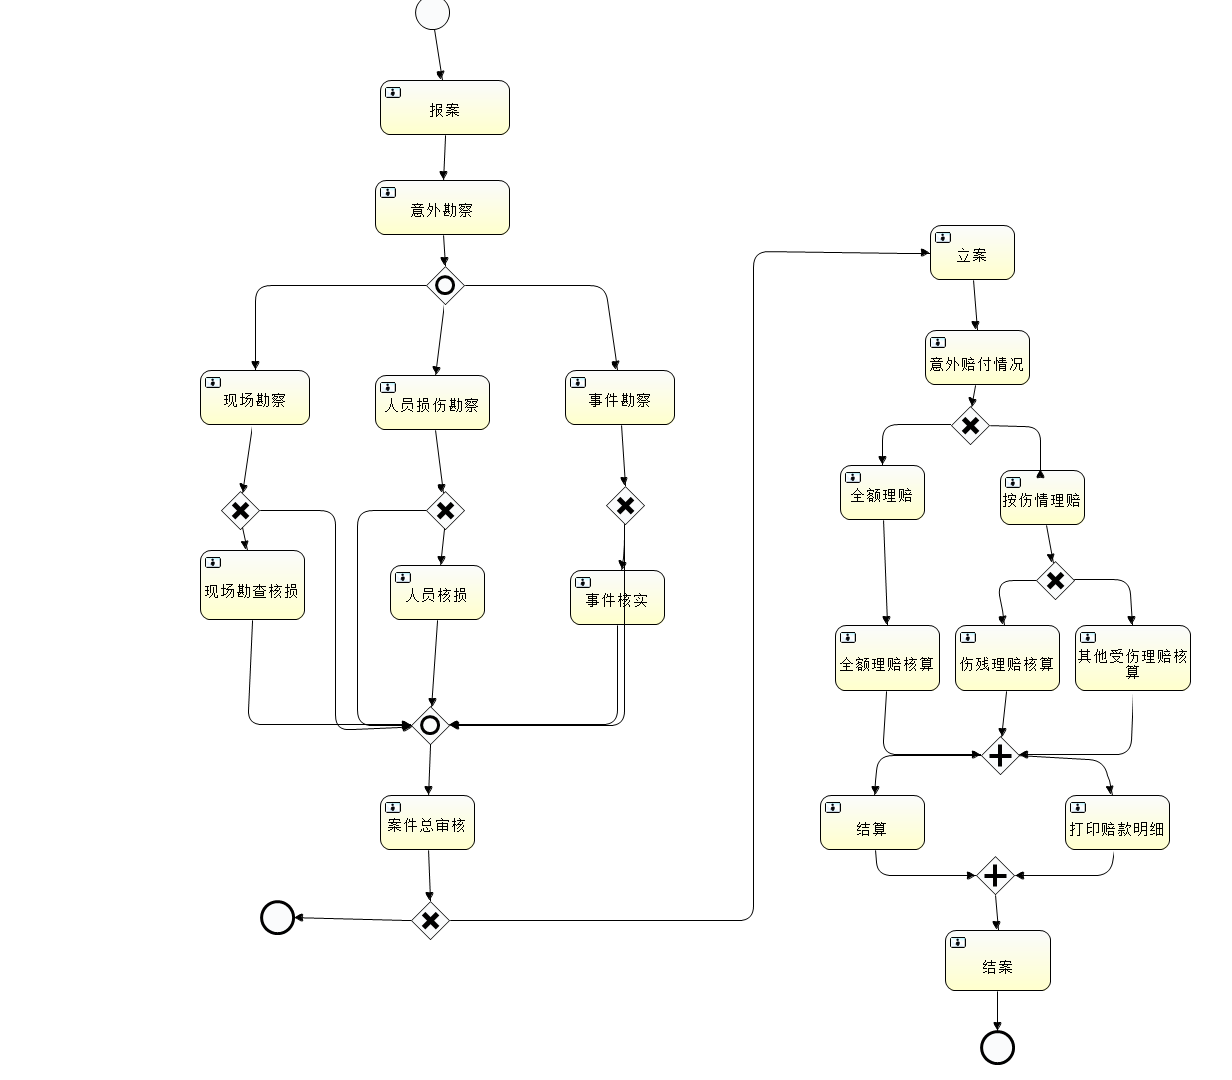 报案
意外勘察
现场勘察
人员损伤勘察
事件勘察
现场勘查核损
人员核损
事件核实
案件总审核
立案
意外赔付情况
全额理赔
按伤情理赔
全额理赔核算
伤残理赔核算
其他受伤理赔核
算
结算
打印赔款明细
结案